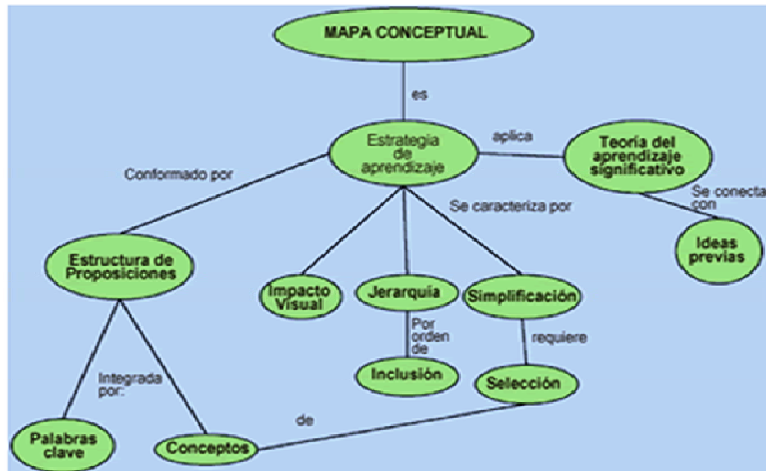 MAPA CONCEPTUAL
es
Estrategia
de
aprendizaje
aplica
Teoría del
aprendizaje
significativo
Conformado por
Se conecta
con
Se caracteriza por
Ideas
previas
Estructura de
Proposiciones
Impacto
Visual
Jerarquía
Simplificación
Por
orden
de
requiere
Inclusión
Selección
Integrada
por:
de
Palabras
clave
Conceptos